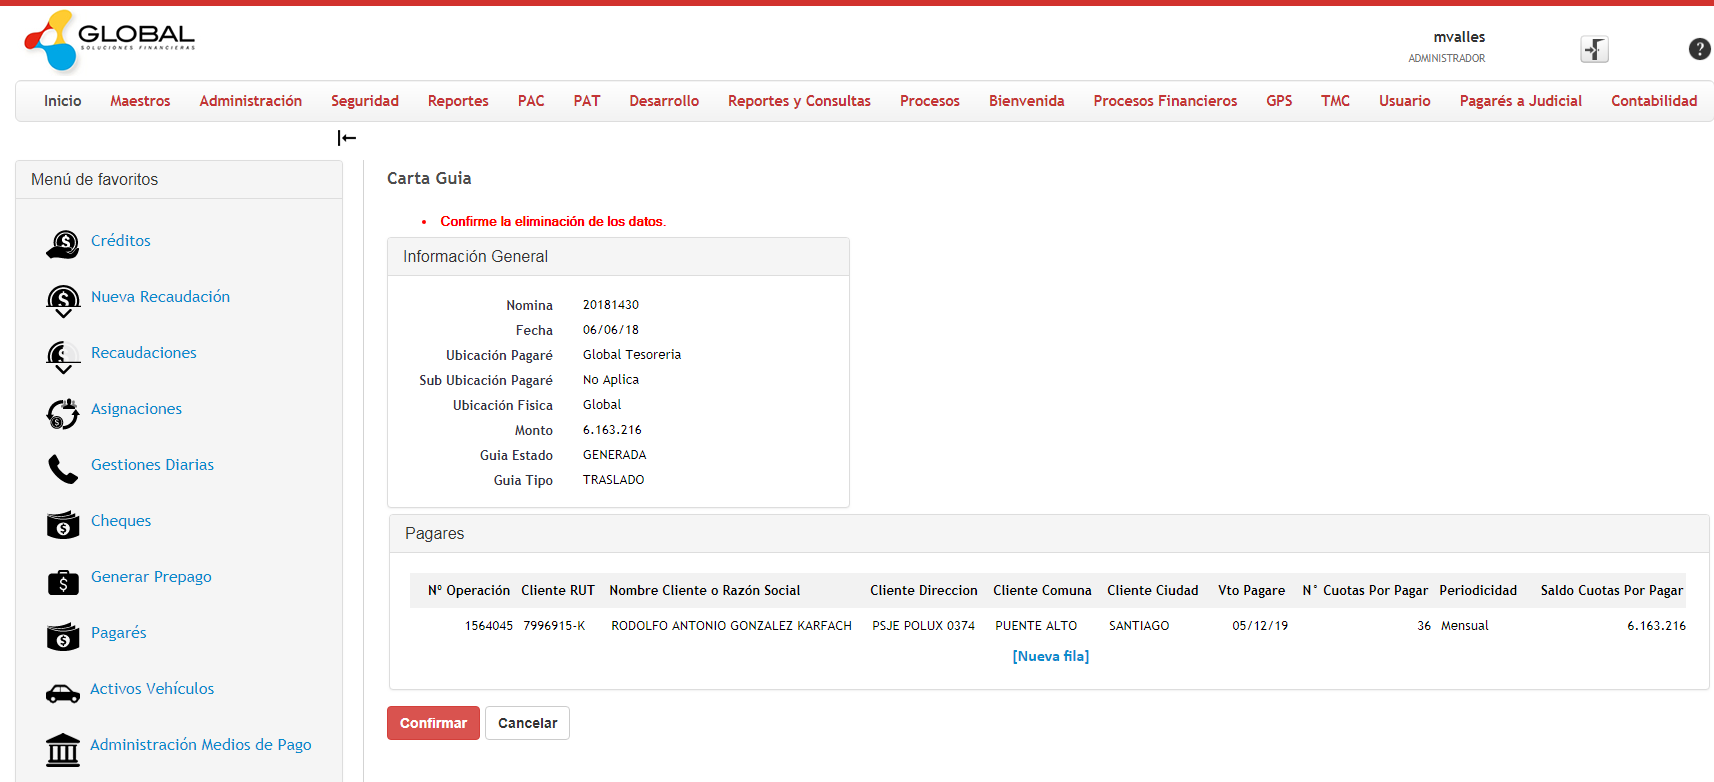 GLOBAL
SOLUCIONES FINANCIERAS
mvalles
ADMINISTRADOR
?
Inicio Maestros Administración Seguridad Reportes PAC PAT Desarrollo Reportes y Consultas Procesos Bienvenida Procesos Financieros GPS TMC Usuario Pagarés a Judicial Contabilidad
Menú de favoritos
Créditos
Nueva Recaudación
Recaudaciones
Asignaciones
Gestiones Diarias
Cheques
Generar Prepago
Pagarés
Activos Vehículos
Administración Medios de Pago
Carta Guia
• Confirme la eliminación de los datos.
Información General
Nomina 20181430
Fecha 06/06/18
Ubicación Pagaré Global Tesoreria
Sub Ubicación Pagaré No Aplica
Ubicación Fisica Global
Monto 6.163.216
Guia Estado GENERADA
Guia Tipo TRASLADO
Pagares
Nº Operación Cliente RUT Nombre Cliente o Razón Social Cliente Direccion Cliente Comuna Cliente Ciudad Vto Pagare N° Cuotas Por Pagar Periodicidad Saldo Cuotas Por Pagar
1564045 7996915-K RODOLFO ANTONIO GONZALEZ KARFACH PSJE POLUX 0374 PUENTE ALTO SANTIAGO 05/12/19 36 Mensual 6.163.216
[Nueva fila]
Confirmar Cancelar